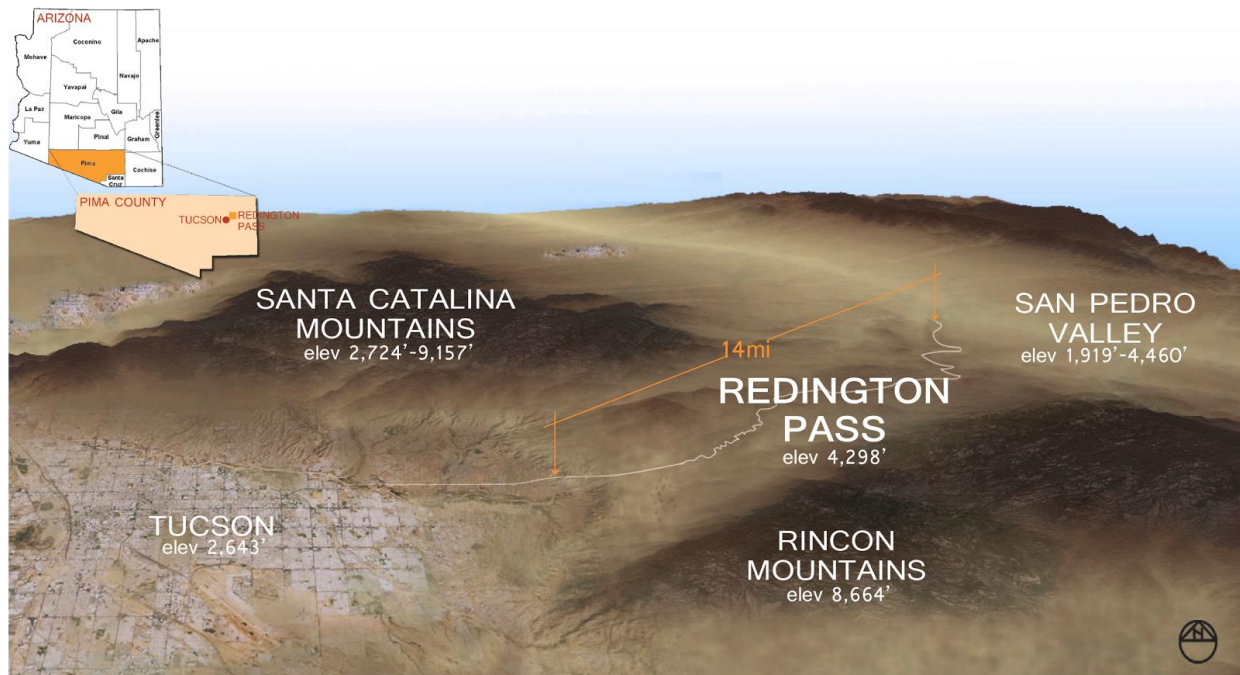 ARIZONA
Coconino
Apache
Mohave
Navajo
Yavapai
La Paz
Gila
Maricopa
Greenlee
Pinal
Graham
Yuma
Pima
Cochise
Santa
Cruz
PIMA COUNTY
TUCSON
REDINGTON
PASS
SANTA CATALINA
MOUNTAINS
elev 2,724'-9,157'
SAN PEDRO
VALLEY
elev 1,919'-4,460'
14mi
REDINGTON
PASS
elev 4,298'
TUCSON
elev 2,643'
RINCON
MOUNTAINS
elev 8,664'
N